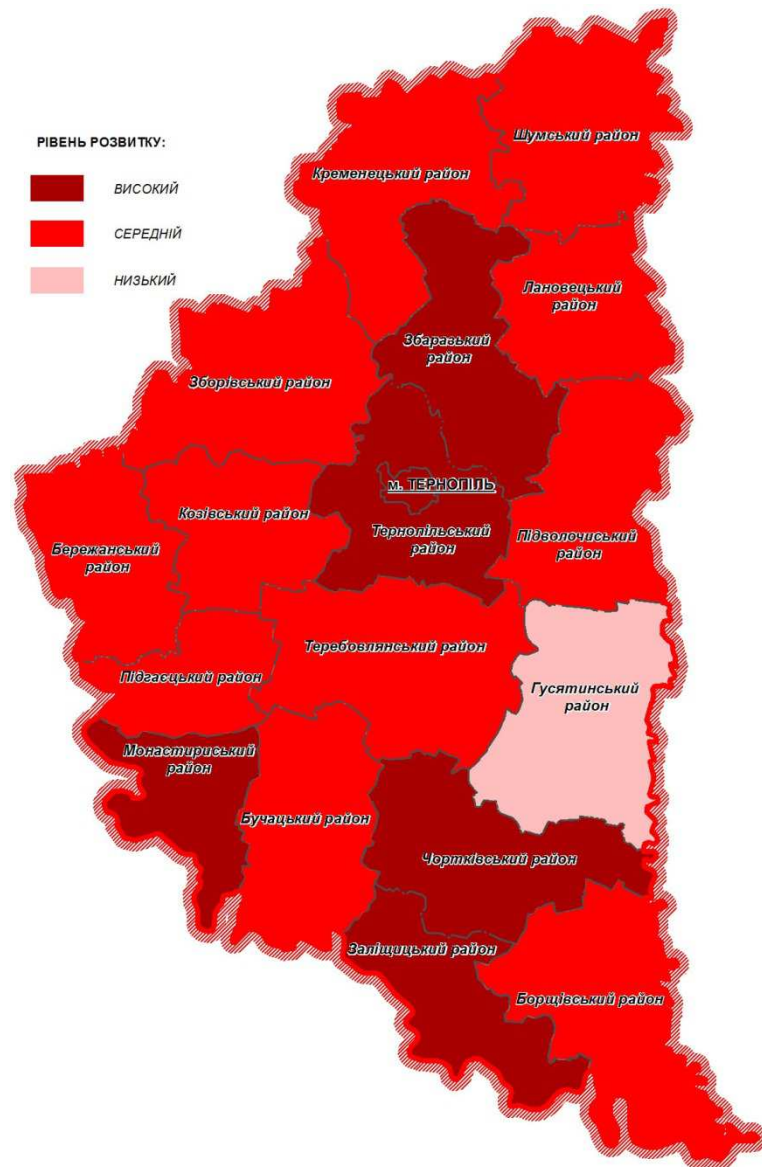 РІВЕНЬ РОЗВИТКУ:
ВИСОКИЙ
СЕРЕДНІЙ
НИЗЬКИЙ
Шумський район
Кременецький район
Лановецький
район
Збаразький
район
Зборівський район
м. ТЕРНОПІЛЬ
Козівський район
Тернопільський
район
Підволочиський
район
Бережанський
район
Теребовлянський район
Підгаєцький район
Гусятинський
район
Монастириський
район
Бучацький район
Чортківський район
Заліщицький район
Борщівський район